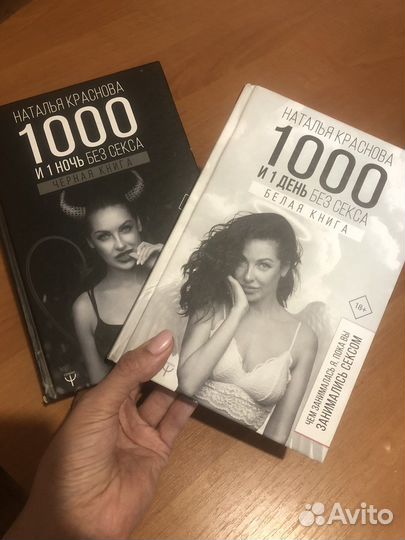 НАТАЛЬЯ КРАСНОВА
1000
И 1 НОЧЬ БЕЗ СЕКСА
ЧЕРНАЯ КНИГА
НАТАЛЬЯ КРАСНОВА
1000
И 1 ДЕНЬ БЕЗ СЕКСА
БЕЛАЯ КНИГА
18+
ЧЕМ ЗАНИМАЛАСЬ Я, ПОКА ВЫ
ЗАНИМАЛИСЬ СЕКСОМ
Avito